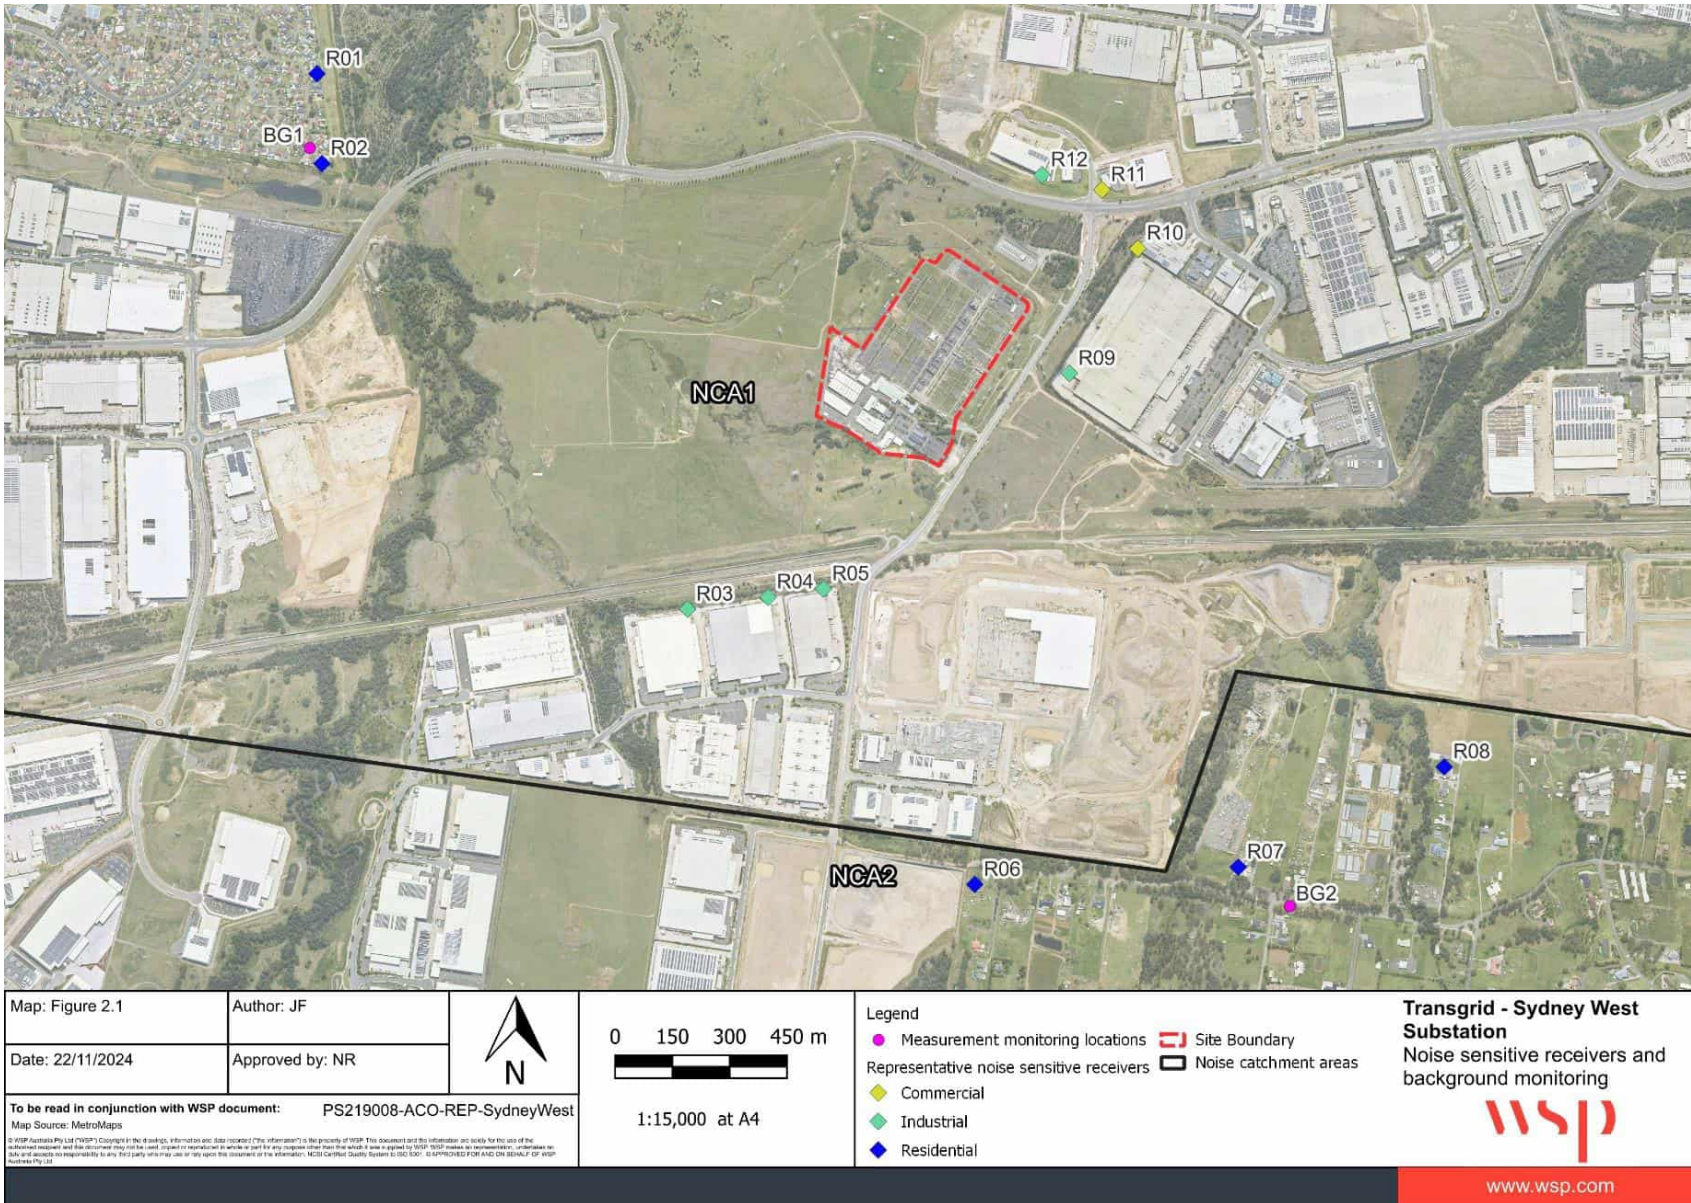 R01
BG1
R02
R12
R11
R10
R09
NCA1
R03
R04
R05
R08
R07
R06
NCA2
BG2
Map: Figure 2.1
Author: JF
Date: 22/11/2024
Approved by: NR
N
To be read in conjunction with WSP document: PS219008-ACO-REP-SydneyWest
Map Source: MetroMaps
0 150 300 450 m
1:15,000 at A4
Legend
Measurement monitoring locations
Site Boundary
Representative noise sensitive receivers
Noise catchment areas
Commercial
Industrial
Residential
Transgrid - Sydney West
Substation
Noise sensitive receivers and
background monitoring
wsp
www.wsp.com